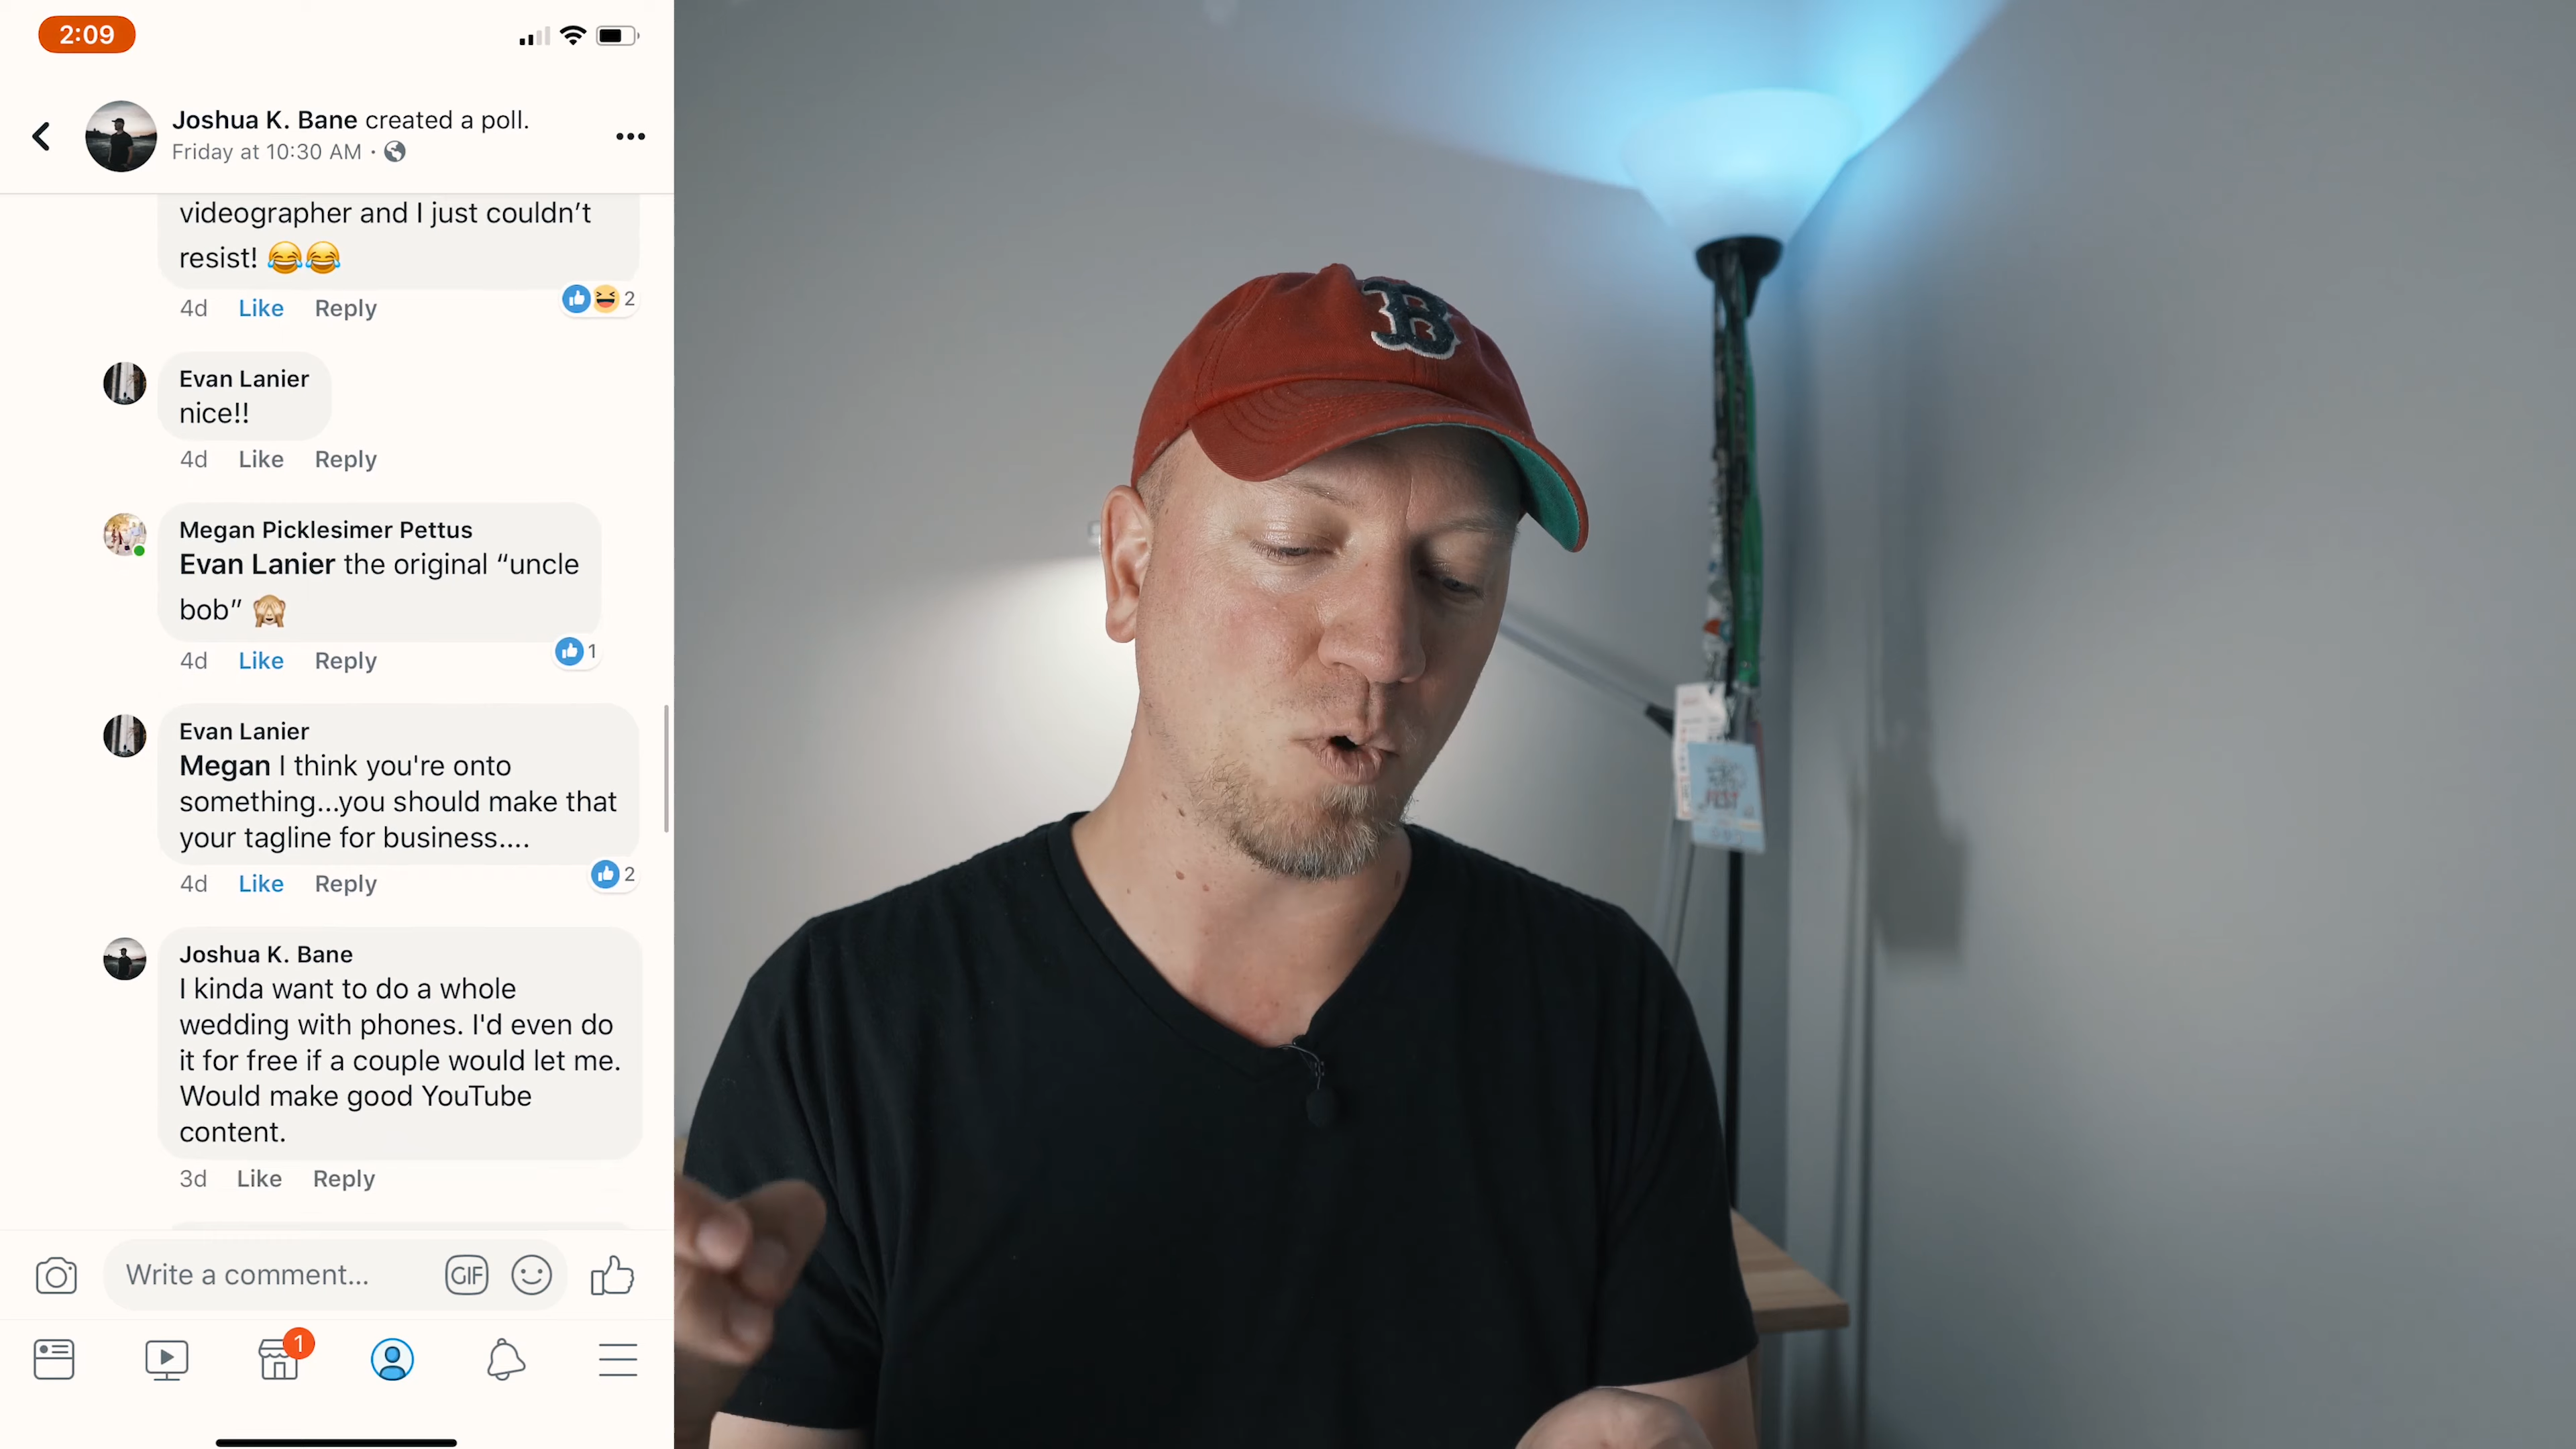 2:09
Joshua K. Bane created a poll.
Friday at 10:30 AM ·
videographer and I just couldn't
resist! 😂😂
4d Like Reply 2
Evan Lanier
nice!!
4d Like Reply
Megan Picklesimer Pettus
Evan Lanier the original “uncle
bob” 🙈
4d Like Reply 1
Evan Lanier
Megan I think you're onto
something...you should make that
your tagline for business....
4d Like Reply 2
Joshua K. Bane
I kinda want to do a whole
wedding with phones. I'd even do
it for free if a couple would let me.
Would make good YouTube
content.
3d Like Reply
Write a comment...
GIF
1
B
FEST